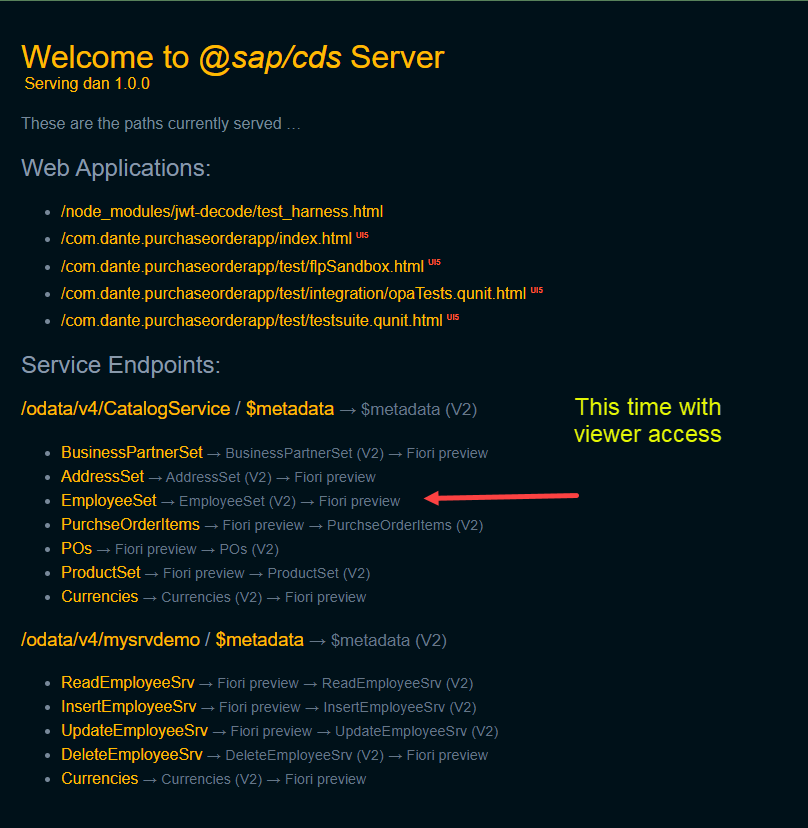 Welcome to @sap/cds Server
Serving dan 1.0.0
These are the paths currently served …
Web Applications:
/node_modules/jwt-decode/test_harness.html
/com.dante.purchaseorderapp/index.html UI5
/com.dante.purchaseorderapp/test/flpSandbox.html UI5
/com.dante.purchaseorderapp/test/integration/opaTests.qunit.html UI5
/com.dante.purchaseorderapp/test/testsuite.qunit.html UI5
Service Endpoints:
/odata/v4/CatalogService / $metadata → $metadata (V2)
This time with
viewer access
BusinessPartnerSet → BusinessPartnerSet (V2) → Fiori preview
AddressSet → AddressSet (V2) → Fiori preview
EmployeeSet → EmployeeSet (V2) → Fiori preview
PurchseOrderItems → Fiori preview → PurchseOrderItems (V2)
POs → Fiori preview → POs (V2)
ProductSet → Fiori preview → ProductSet (V2)
Currencies → Currencies (V2) → Fiori preview
/odata/v4/mysrvdemo / $metadata → $metadata (V2)
ReadEmployeeSrv → Fiori preview → ReadEmployeeSrv (V2)
InsertEmployeeSrv → Fiori preview → InsertEmployeeSrv (V2)
UpdateEmployeeSrv → Fiori preview → UpdateEmployeeSrv (V2)
DeleteEmployeeSrv → DeleteEmployeeSrv (V2) → Fiori preview
Currencies → Currencies (V2) → Fiori preview